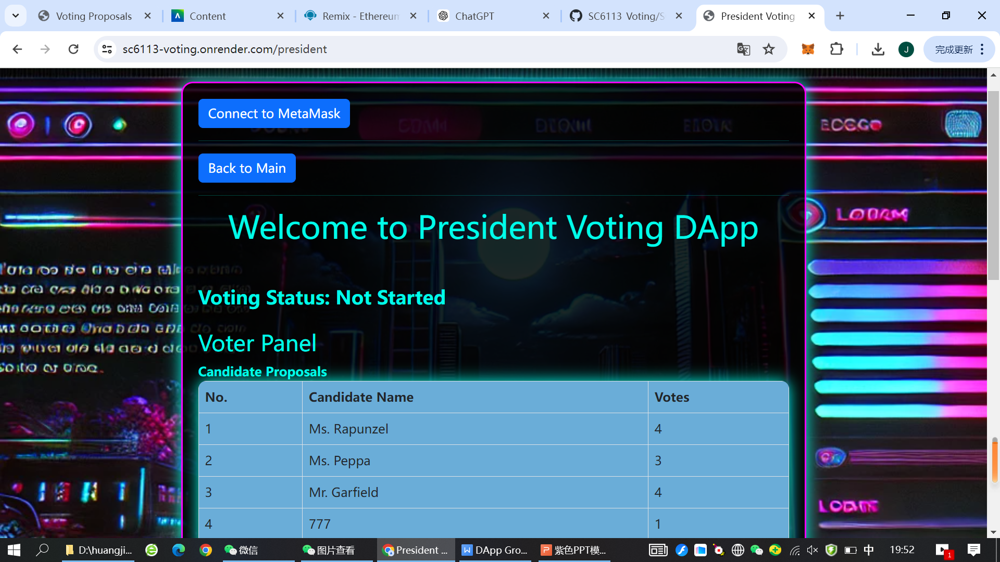 Voting Proposals
Content
Remix - Ethereun
ChatGPT
SC6113 Voting/S
President Voting
sc6113-voting.onrender.com/president
J
完成更新
Connect to MetaMask
Back to Main
Welcome to President Voting DApp
Voting Status: Not Started
Voter Panel
Candidate Proposals
No. Candidate Name Votes
1 Ms. Rapunzel 4
2 Ms. Peppa 3
3 Mr. Garfield 4
4 777 1
D:\huangji...
微信
图片查看
President ...
DApp Gro...
紫色PPT模...
中
19:52
1